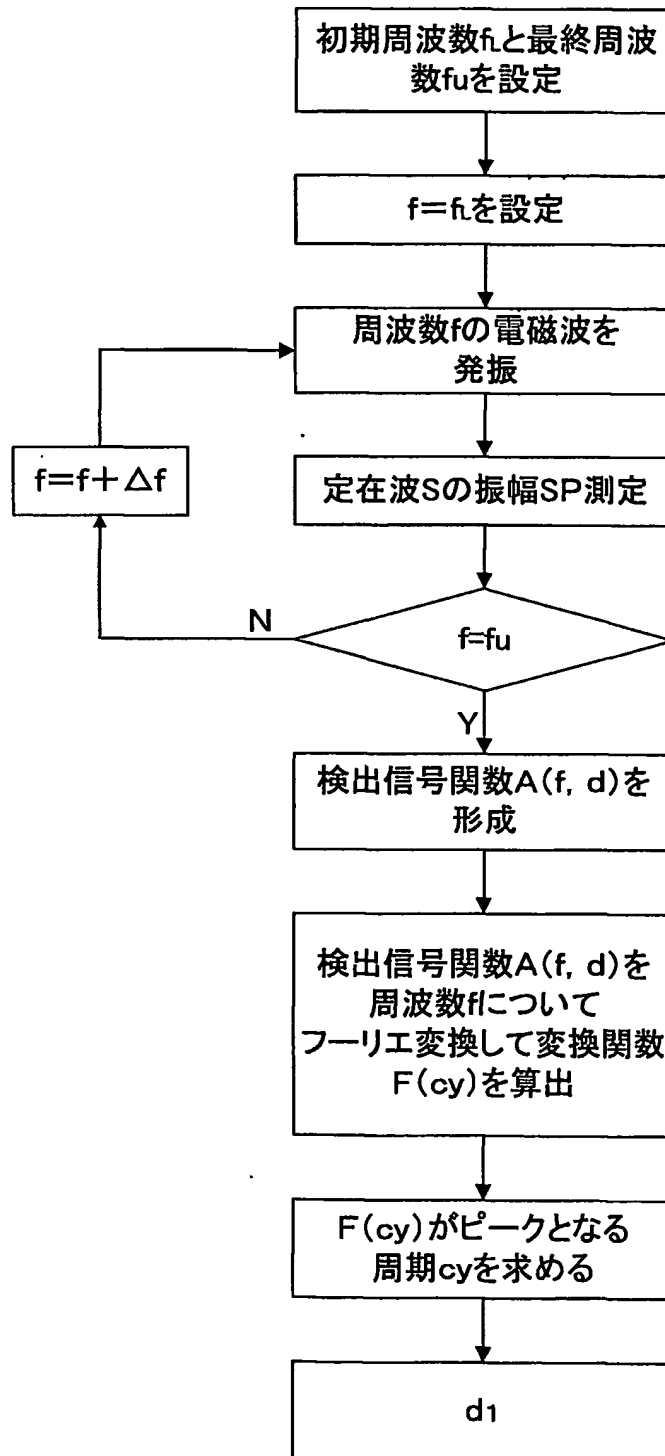 初期周波数fLと最終周波
数fuを設定
f=fLを設定
周波数fの電磁波を
発振
f=f+△f
定在波Sの振幅SP測定
N
f=fu
Y
検出信号関数A(f, d)を
形成
検出信号関数A(f, d)を
周波数fについて
フーリエ変換して変換関数
F(cy)を算出
F(cy)がピークとなる
周期cyを求める
d1